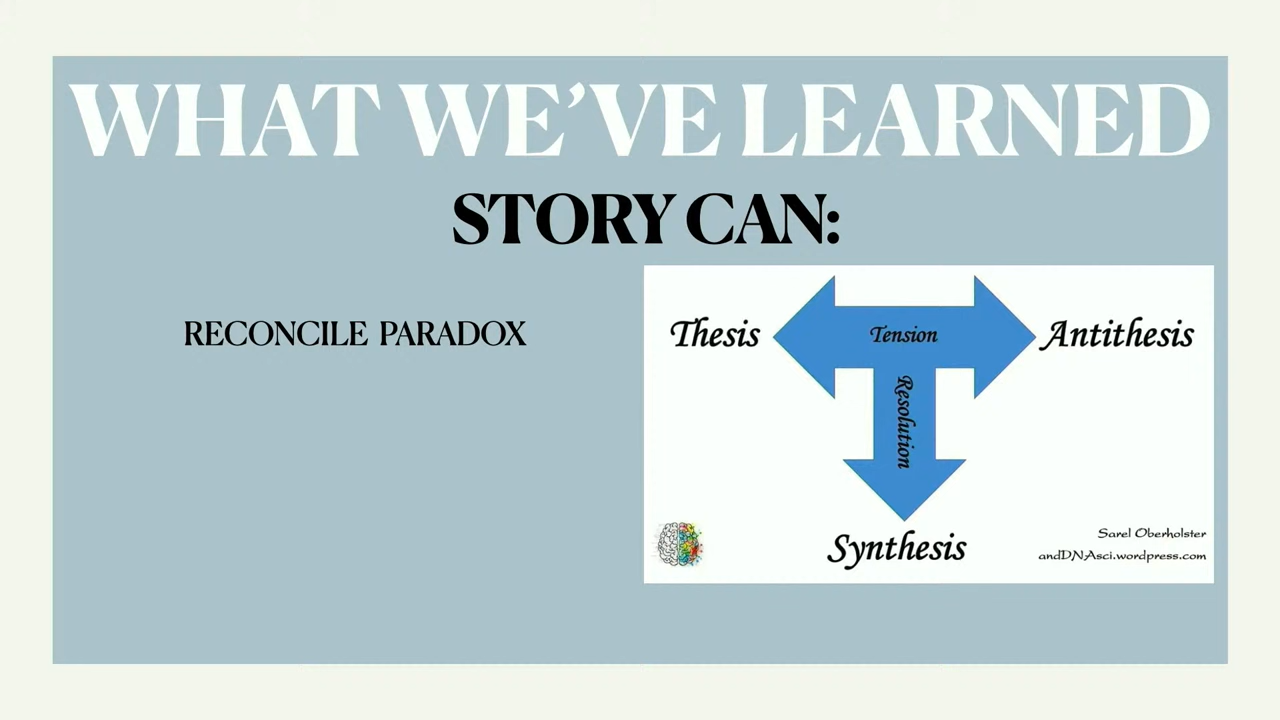 WHAT WE’VE LEARNED
STORY CAN:
RECONCILE PARADOX
Thesis
Tension
Antithesis
Resolution
Synthesis
Sarel Oberholster
andDNAsci.wordpress.com